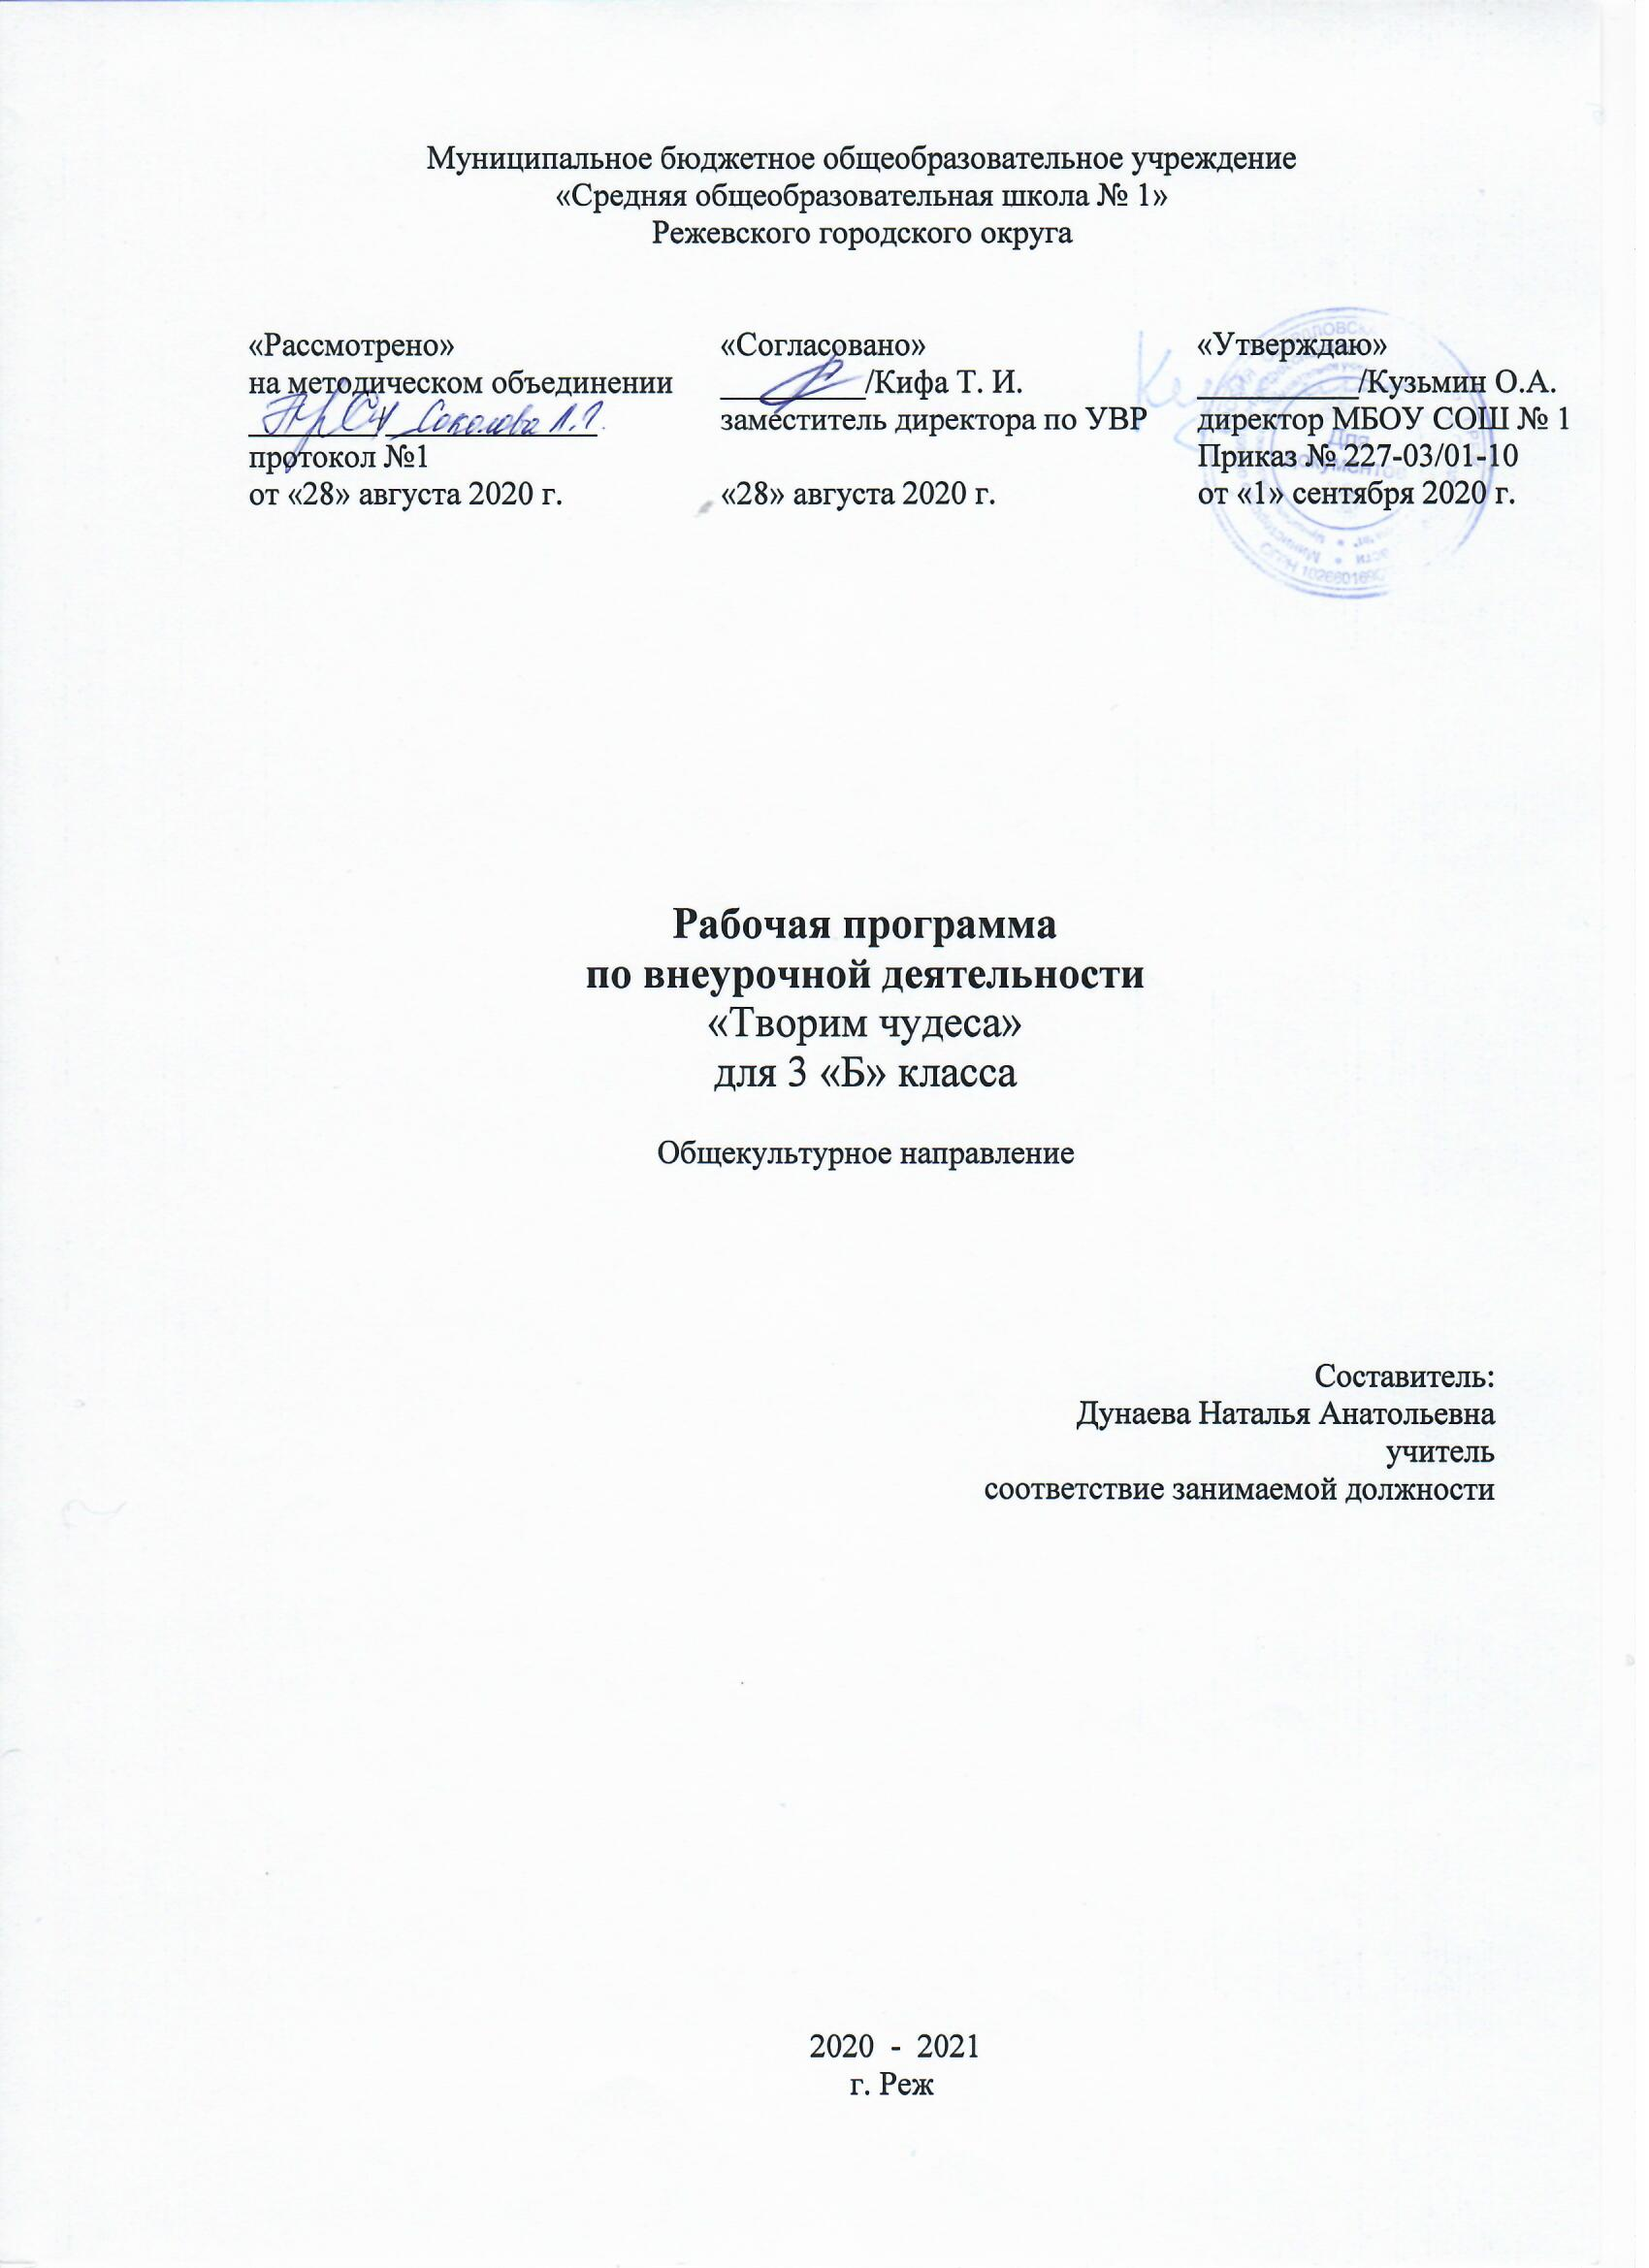 Муниципальное бюджетное общеобразовательное учреждение
«Средняя общеобразовательная школа № 1»
Режевского городского округа
«Рассмотрено»
на методическом объединении
Соколова Л.Г.
протокол №1
от «28» августа 2020 г.
«Согласовано»
/Кифа Т. И.
заместитель директора по УВР
«28» августа 2020 г.
«Утверждаю»
/Кузьмин О.А.
директор МБОУ СОШ № 1
Приказ № 227-03/01-10
от «1» сентября 2020 г.
Для
документов
Рабочая программа
по внеурочной деятельности
«Творим чудеса»
для 3 «Б» класса
Общекультурное направление
Составитель:
Дунаева Наталья Анатольевна
учитель
соответствие занимаемой должности
2020 - 2021
г. Реж